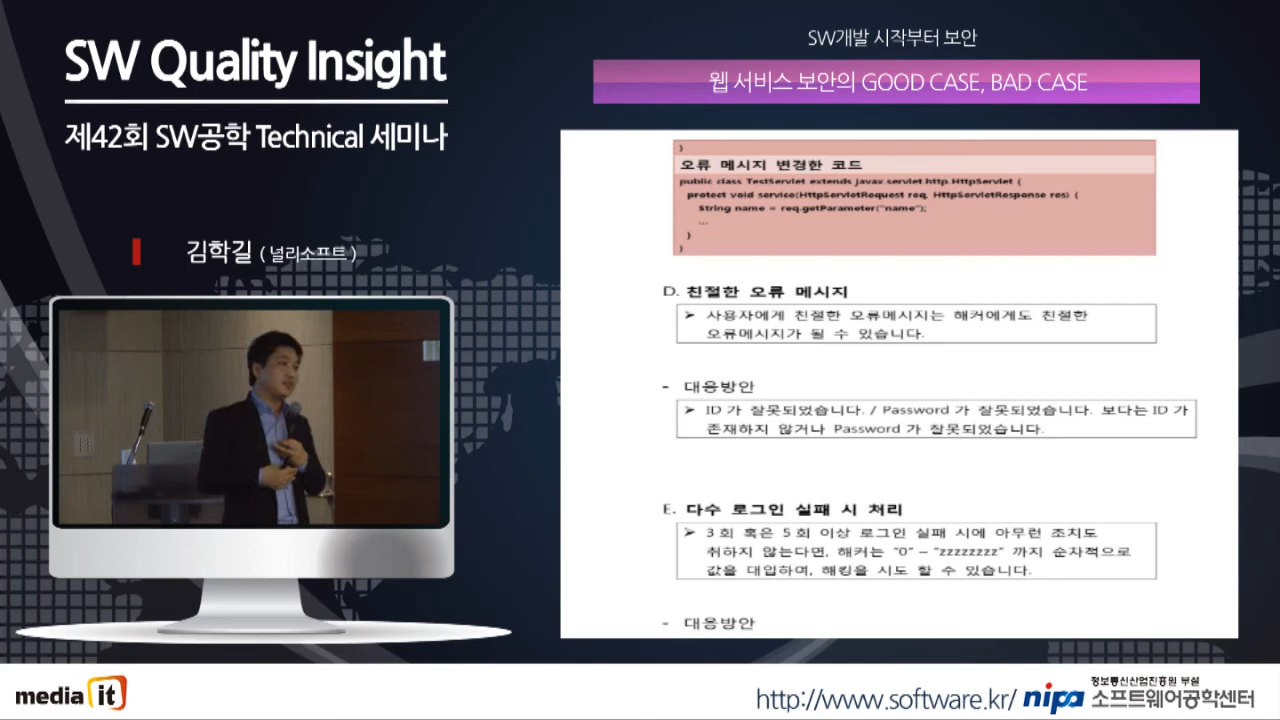 SW Quality Insight
제42회 SW공학 Technical 세미나
김학길 ( 널리소프트 )
SW개발 시작부터 보안
웹 서비스 보안의 GOOD CASE, BAD CASE
}
오류 메시지 변경한 코드
public class TestServlet extends javax.servlet.http.HttpServlet {
protect void service(HttpServletRequest req, HttpServletResponse res) {
String name = req.getParameter("name");
...
}
}
D. 친절한 오류 메시지
➤ 사용자에게 친절한 오류메시지는 해커에게도 친절한
오류메시지가 될 수 있습니다.
- 대응방안
➤ ID 가 잘못되었습니다. / Password 가 잘못되었습니다. 보다는 ID 가
존재하지 않거나 Password 가 잘못되었습니다.
E. 다수 로그인 실패 시 처리
➤ 3 회 혹은 5 회 이상 로그인 실패 시에 아무런 조치도
취하지 않는다면, 해커는 "0" – "zzzzzzzz" 까지 순차적으로
값을 대입하며, 해킹을 시도 할 수 있습니다.
- 대응방안
media it
http://www.software.kr/
nipa
정보통신산업진흥원 부설
소프트웨어공학센터